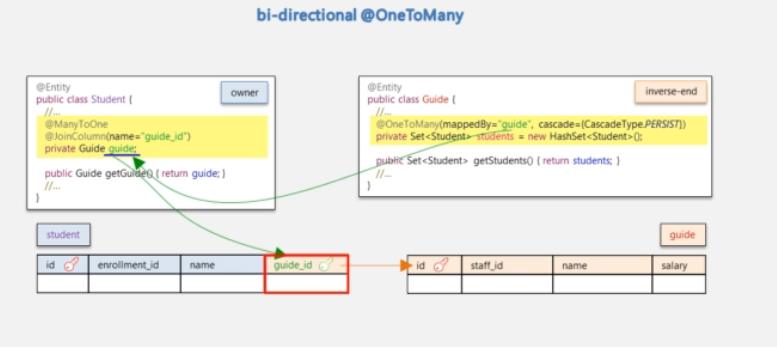 bi-directional @OneToMany
@Entity
public class Student {
//...
@ManyToOne
@JoinColumn(name="guide_id")
private Guide guide;
public Guide getGuide() { return guide; }
//...
}
owner
@Entity
public class Guide {
//...
@OneToMany(mappedBy="guide", cascade={CascadeType.PERSIST})
private Set<Student> students = new HashSet<Student>();
public Set<Student> getStudents() { return students; }
//...
}
inverse-end
student
id enrollment_id name guide_id
guide
id staff_id name salary